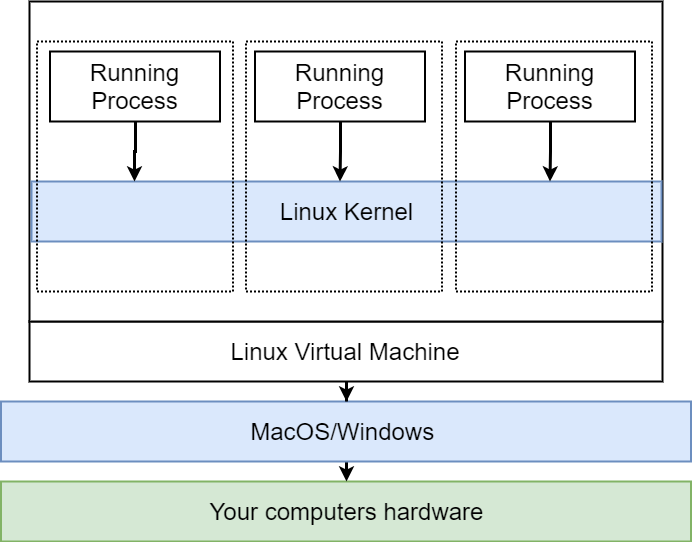 Running
Process
Running
Process
Running
Process
Linux Kernel
Linux Virtual Machine
MacOS/Windows
Your computers hardware